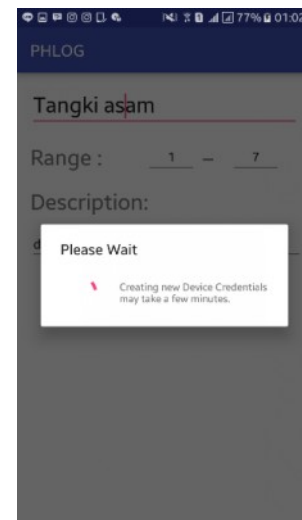 77% 01:02
PHLOG
Tangki asam
Range : 1 – 7
Description:
d
Please Wait
Creating new Device Credentials
may take a few minutes.